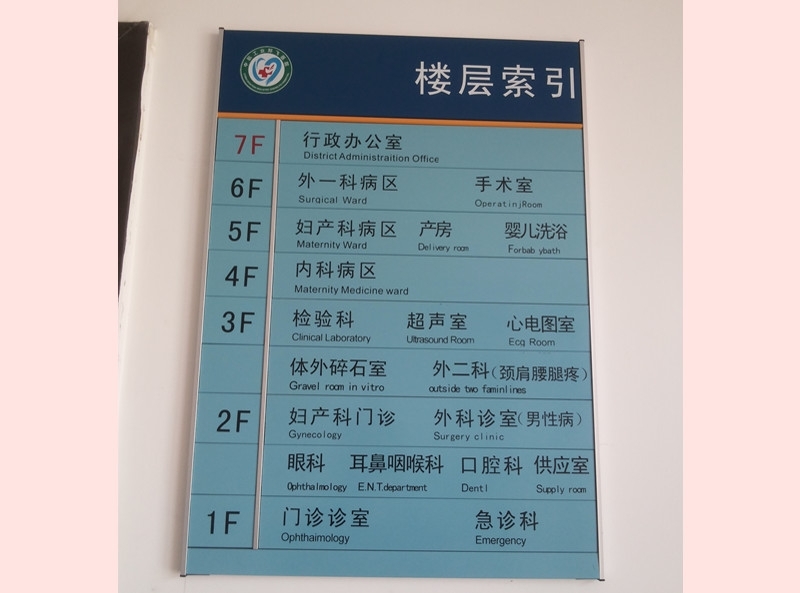 楼层索引
7F 行政办公室
District Administraition Office
6F 外一科病区 手术室
Surgical Ward OperatinjRoom
5F 妇产科病区 产房 婴儿洗浴
Maternity Ward Delivery room Forbab ybath
4F 内科病区
Maternity Medicine ward
3F 检验科 超声室 心电图室
Clinical Laboratory Ultrasound Room Ecq Room
体外碎石室 外二科(颈肩腰腿疼)
Gravel room in vitro outside two faminlines
2F 妇产科门诊 外科诊室(男性病)
Gynecology Surgery clinic
眼科 耳鼻咽喉科 口腔科 供应室
Ophthalmology E.N.T.department Dentl Supply room
1F 门诊诊室 急诊科
Ophthaimology Emergency